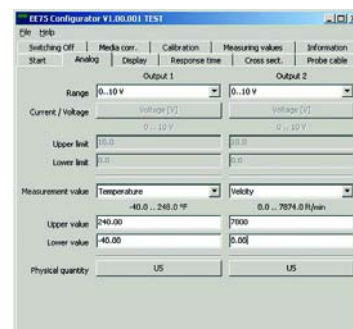 EE75 Configurator V1.00.001 TEST
File Help
Switching Off Media corr. Calibration Measuring values Information
Start Analog Display Response time Cross sect. Probe cable
Output 1 Output 2
Range 0..10 V 0..10 V
Current / Voltage Voltage [V] Voltage [V]
0 .. 10 V 0 .. 10 V
Upper limit 10.0 10.0
Lower limit 0.0 0.0
Measurement value Temperature Velocity
-40.0 .. 248.0 °F 0.0 .. 7874.0 ft/min
Upper value 240.00 7000
Lower value -40.00 0.00
Physical quantity US US